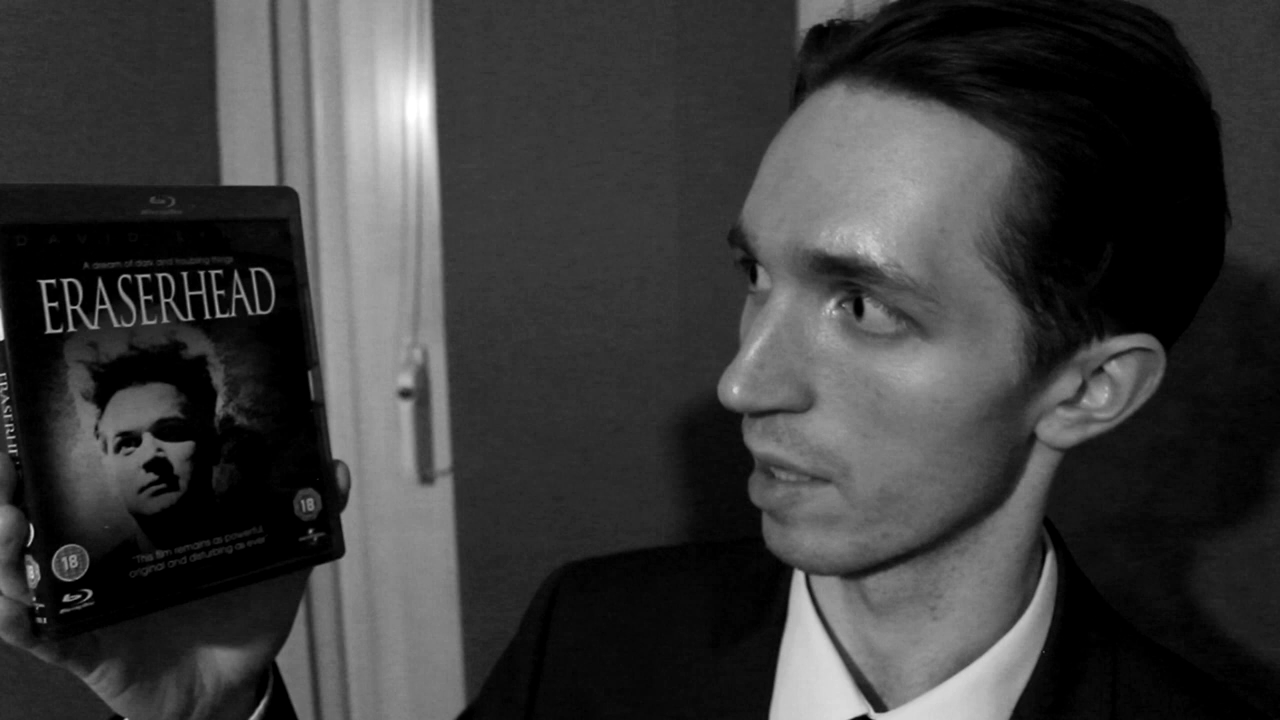 DAVID
A dream of dark and troubling things
ERASERHEAD
18
"This film remains as powerful,
original and disturbing as ever"
18